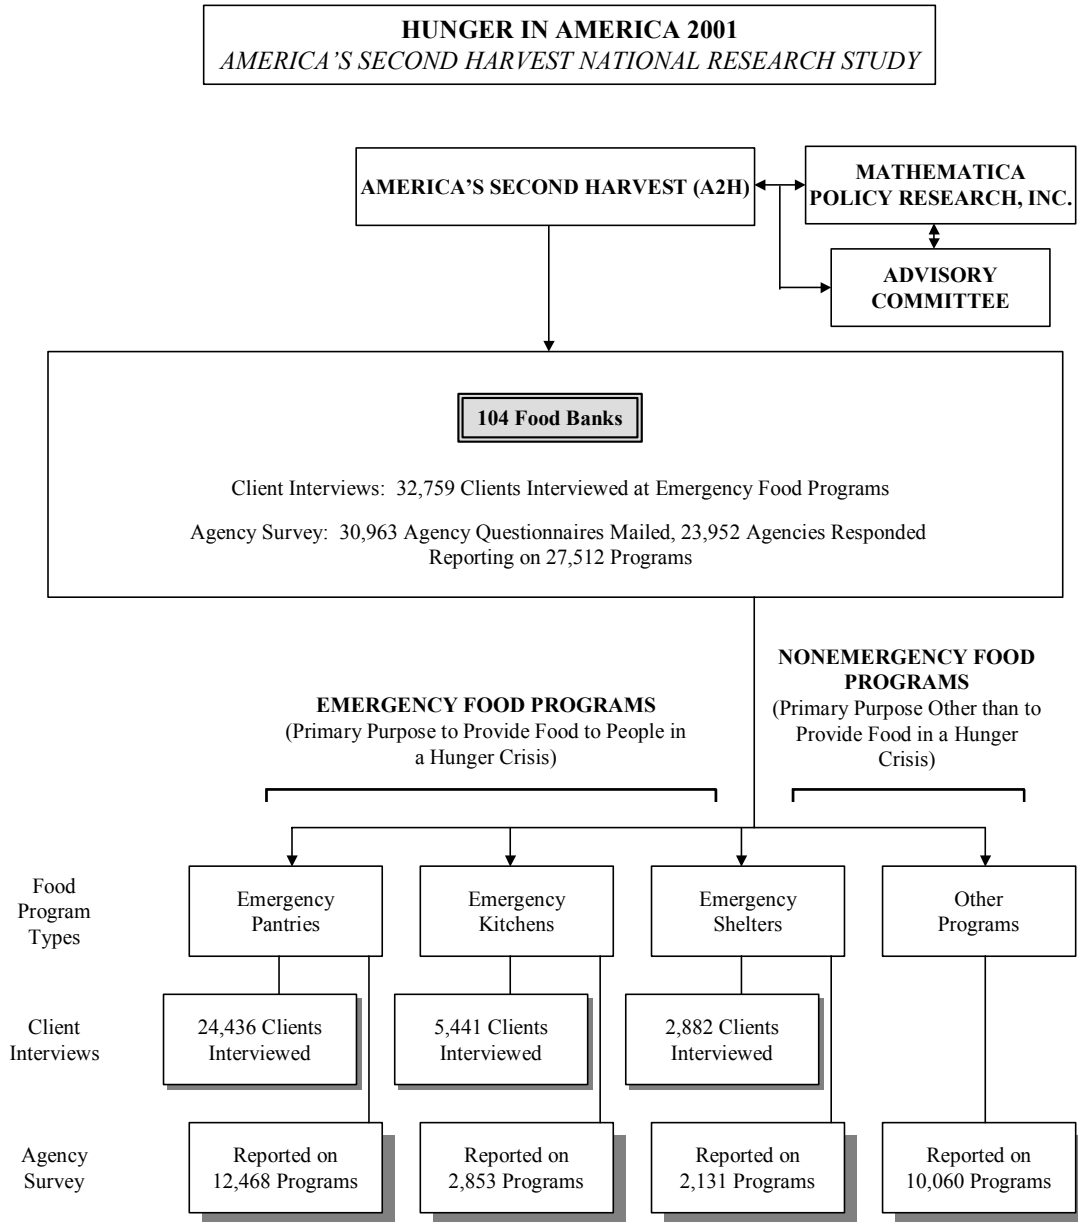 HUNGER IN AMERICA 2001
AMERICA'S SECOND HARVEST NATIONAL RESEARCH STUDY
AMERICA'S SECOND HARVEST (A2H)
MATHEMATICA
POLICY RESEARCH, INC.
ADVISORY
COMMITTEE
104 Food Banks
Client Interviews: 32,759 Clients Interviewed at Emergency Food Programs
Agency Survey: 30,963 Agency Questionnaires Mailed, 23,952 Agencies Responded
Reporting on 27,512 Programs
EMERGENCY FOOD PROGRAMS
(Primary Purpose to Provide Food to People in
a Hunger Crisis)
NONEMERGENCY FOOD
PROGRAMS
(Primary Purpose Other than to
Provide Food in a Hunger
Crisis)
Food
Program
Types
Emergency
Pantries
Emergency
Kitchens
Emergency
Shelters
Other
Programs
Client
Interviews
24,436 Clients
Interviewed
5,441 Clients
Interviewed
2,882 Clients
Interviewed
Agency
Survey
Reported on
12,468 Programs
Reported on
2,853 Programs
Reported on
2,131 Programs
Reported on
10,060 Programs